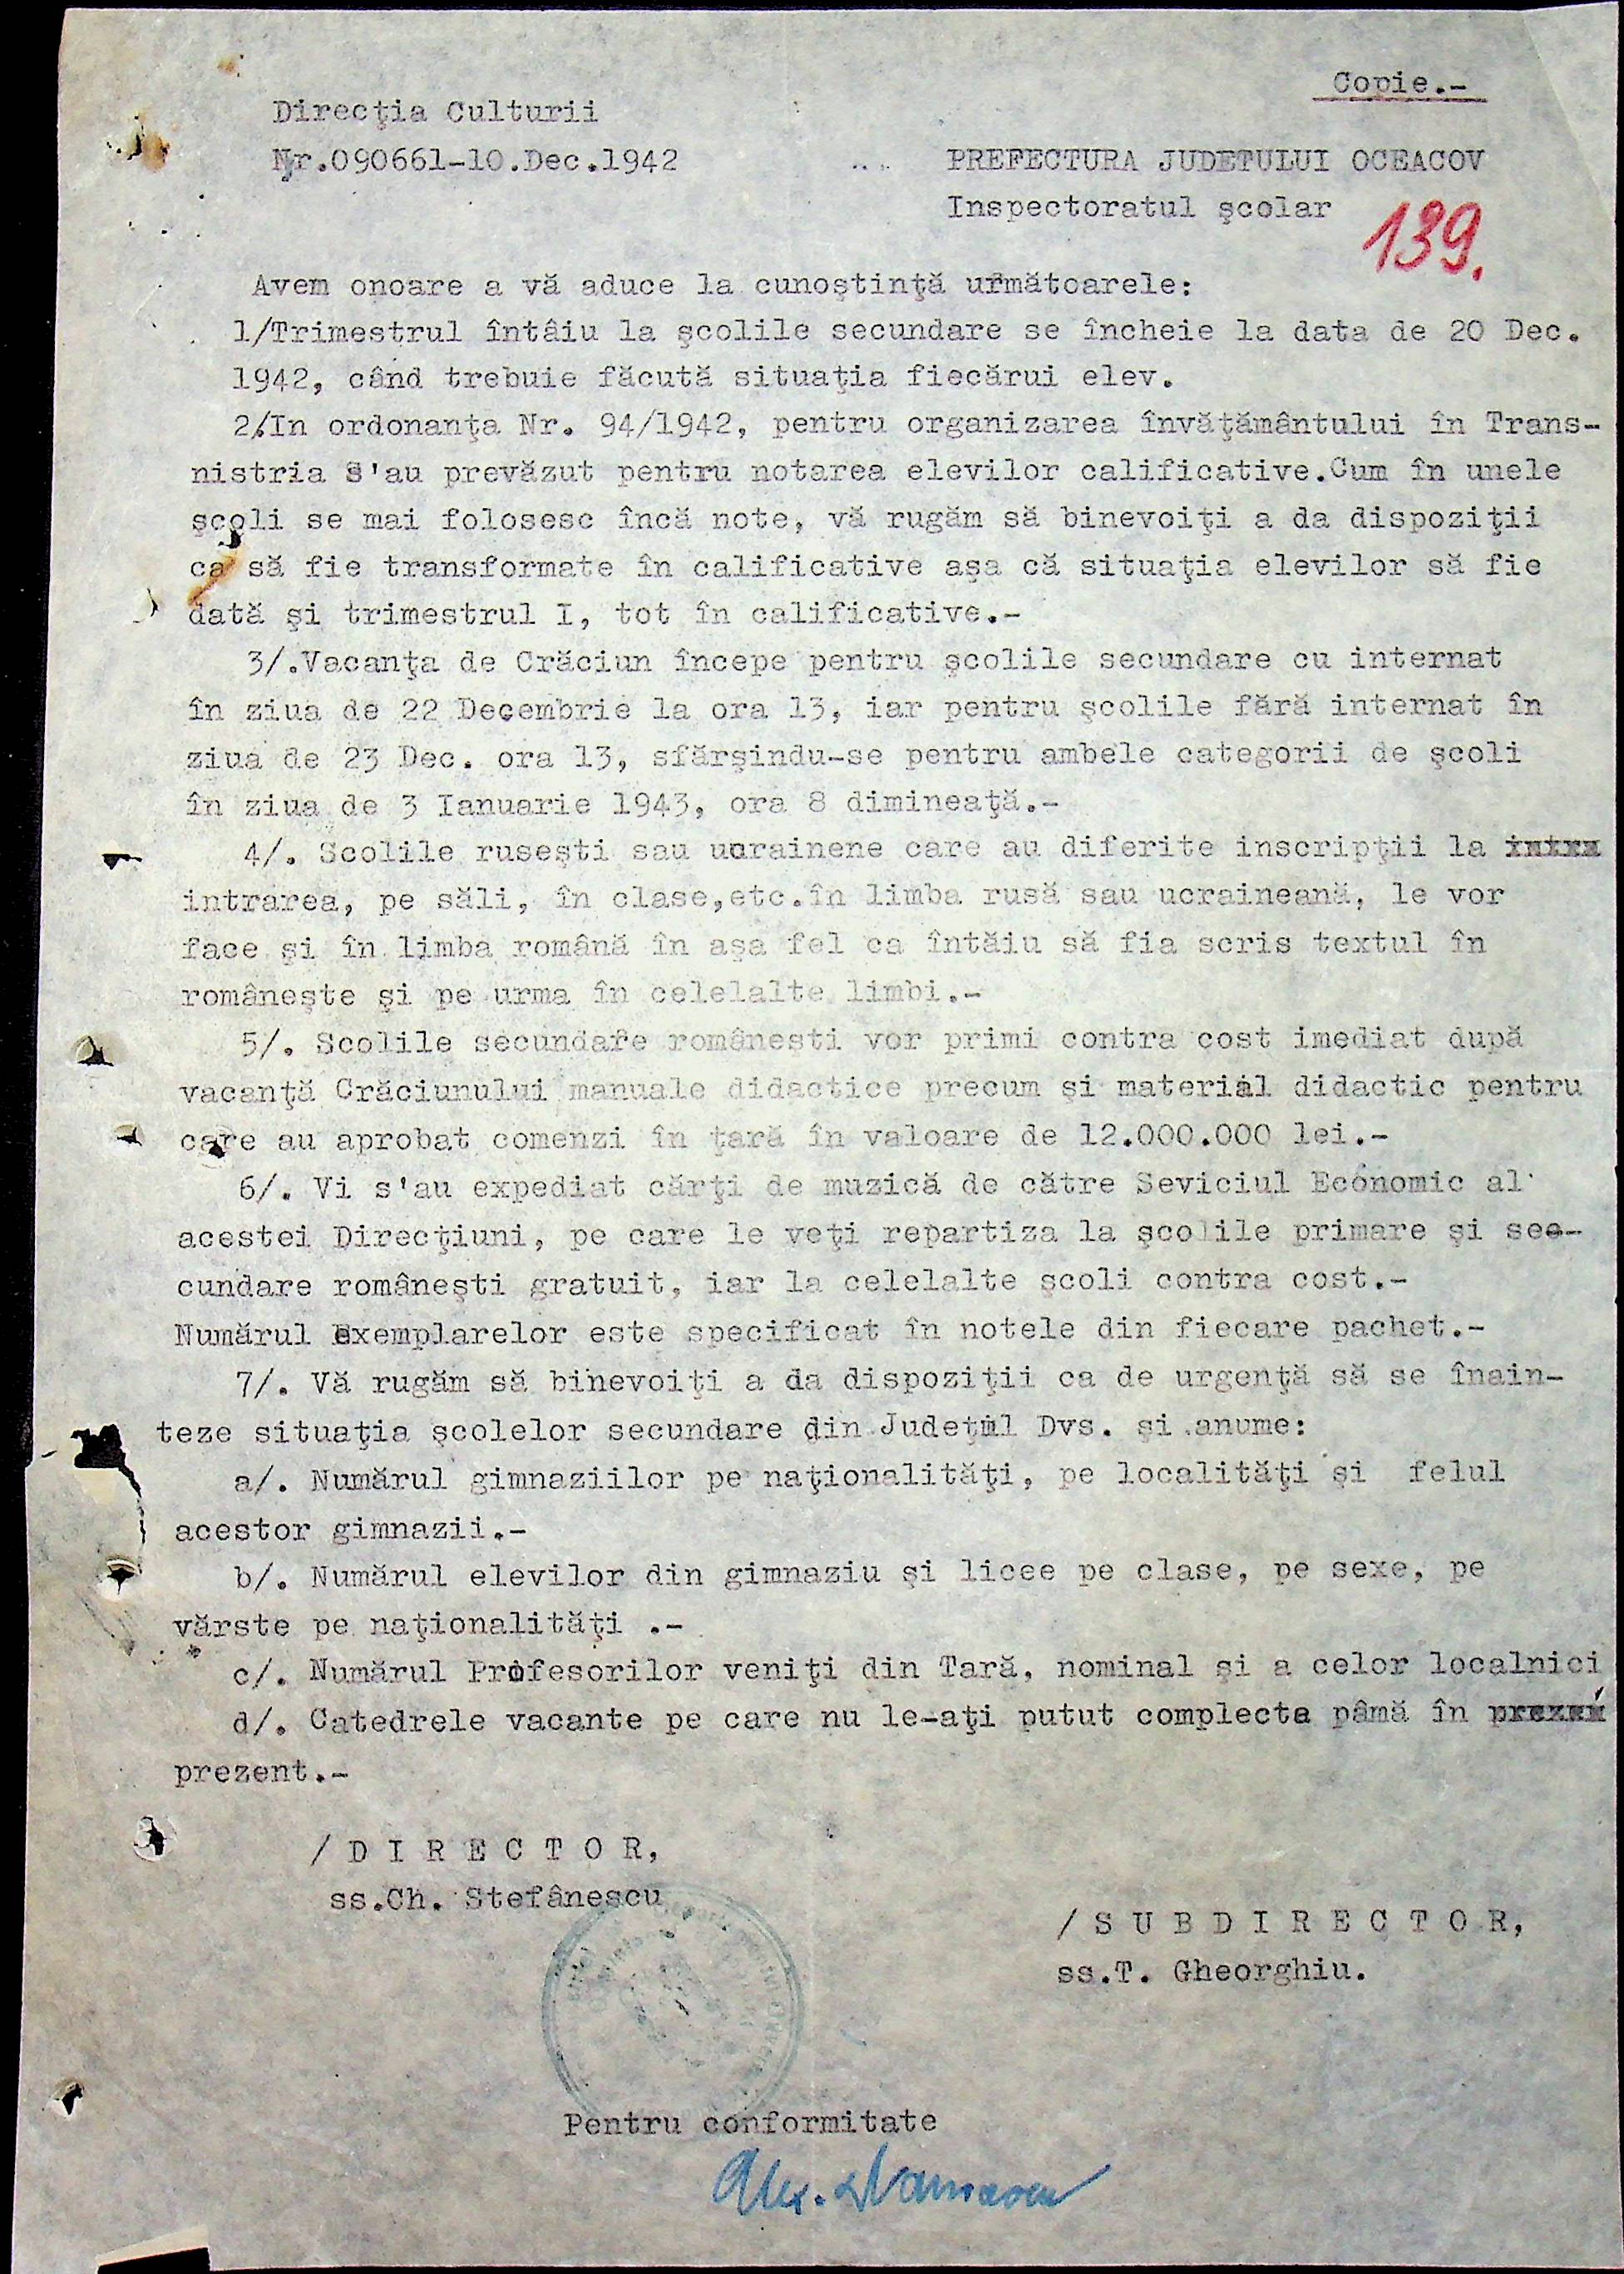 Copie.-
Direcţia Culturii
Nr.090661-10.Dec.1942
PREFECTURA JUDETULUI OCEACOV
Inspectoratul şcolar
139.
Avem onoare a vă aduce la cunoştinţă următoarele:
1/Trimestrul întâiu la şcolile secundare se încheie la data de 20 Dec.
1942, când trebuie făcută situaţia fiecărui elev.
2/.In ordonanţa Nr. 94/1942, pentru organizarea învăţământului în Trans-
nistria S'au prevăzut pentru notarea elevilor calificative.Cum în unele
şcoli se mai folosesc încă note, vă rugăm să binevoiţi a da dispoziţii
ca să fie transformate în calificative aşa că situaţia elevilor să fie
dată şi trimestrul I, tot în calificative.-
3/.Vacanţa de Crăciun începe pentru şcolile secundare cu internat
în ziua de 22 Decembrie la ora 13, iar pentru şcolile fără internat în
ziua de 23 Dec. ora 13, sfărşindu-se pentru ambele categorii de şcoli
în ziua de 3 Ianuarie 1943, ora 8 dimineaţă.-
4/. Scolile ruseşti sau ucrainene care au diferite inscripţii la
intrarea, pe săli, în clase,etc.în limba rusă sau ucraineană, le vor
face şi în limba română în aşa fel ca întăiu să fia scris textul în
româneşte şi pe urma în celelalte limbi.-
5/. Scolile secundare româneşti vor primi contra cost imediat după
vacanţă Crăciunului manuale didactice precum şi material didactic pentru
care au aprobat comenzi în ţară în valoare de 12.000.000 lei.-
6/. Vi s'au expediat cărţi de muzică de către Seviciul Economic al
acestei Direcţiuni, pe care le veţi repartiza la şcolile primare şi see-
cundare româneşti gratuit, iar la celelalte şcoli contra cost.-
Numărul Exemplarelor este specificat în notele din fiecare pachet.-
7/. Vă rugăm să binevoiţi a da dispoziţii ca de urgenţă să se înain-
teze situaţia şcolelor secundare din Judeţul Dvs. şi anume:
a/. Numărul gimnaziilor pe naţionalităţi, pe localităţi şi felul
acestor gimnazii.-
b/. Numărul elevilor din gimnaziu şi licee pe clase, pe sexe, pe
vărste pe naţionalităţi .-
c/. Numărul Profesorilor veniţi din Tară, nominal şi a celor localnici
d/. Catedrele vacante pe care nu le-aţi putut complecta pâmă în
prezent.-
/ D I R E C T O R,
ss.Ch. Stefânescu
/ S U B D I R E C T O R,
ss.T. Gheorghiu.
Pentru conformitate
Alex.